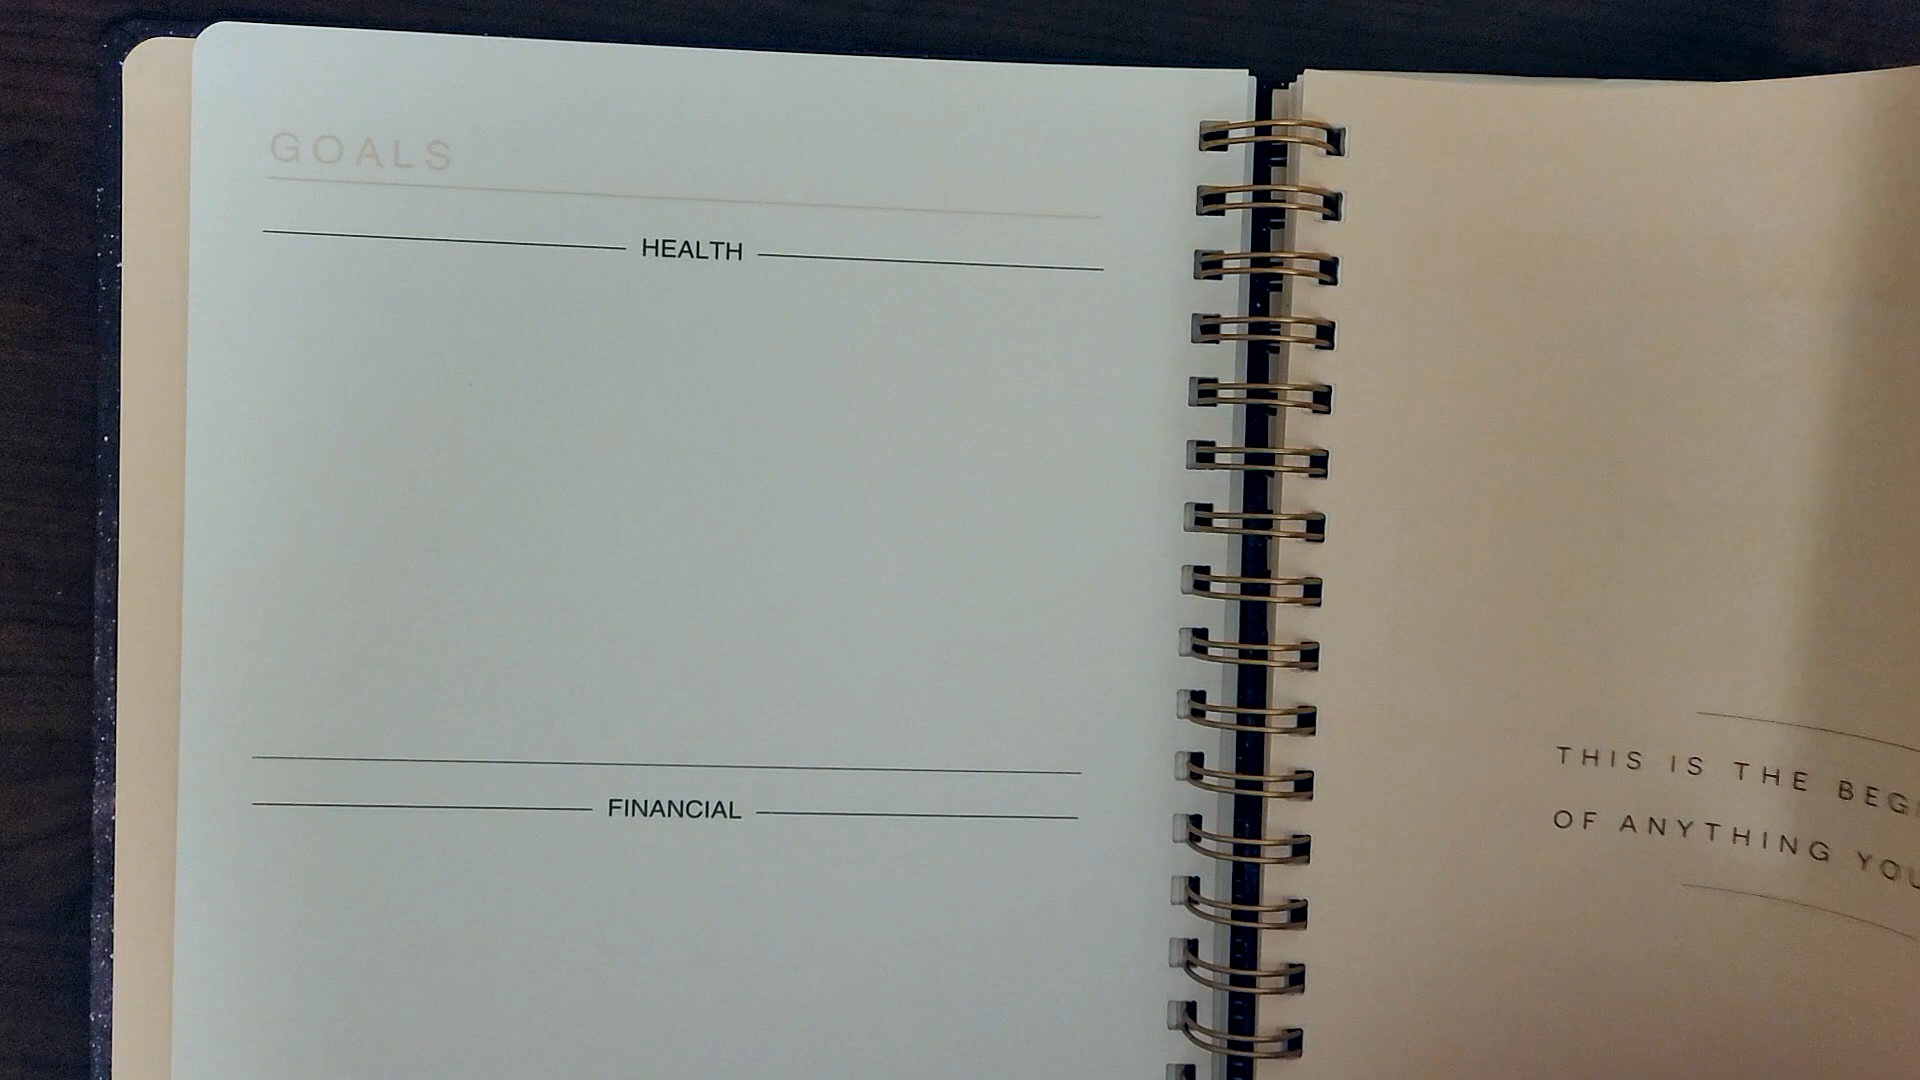 GOALS
HEALTH
FINANCIAL
THIS IS THE
OF ANYTHING